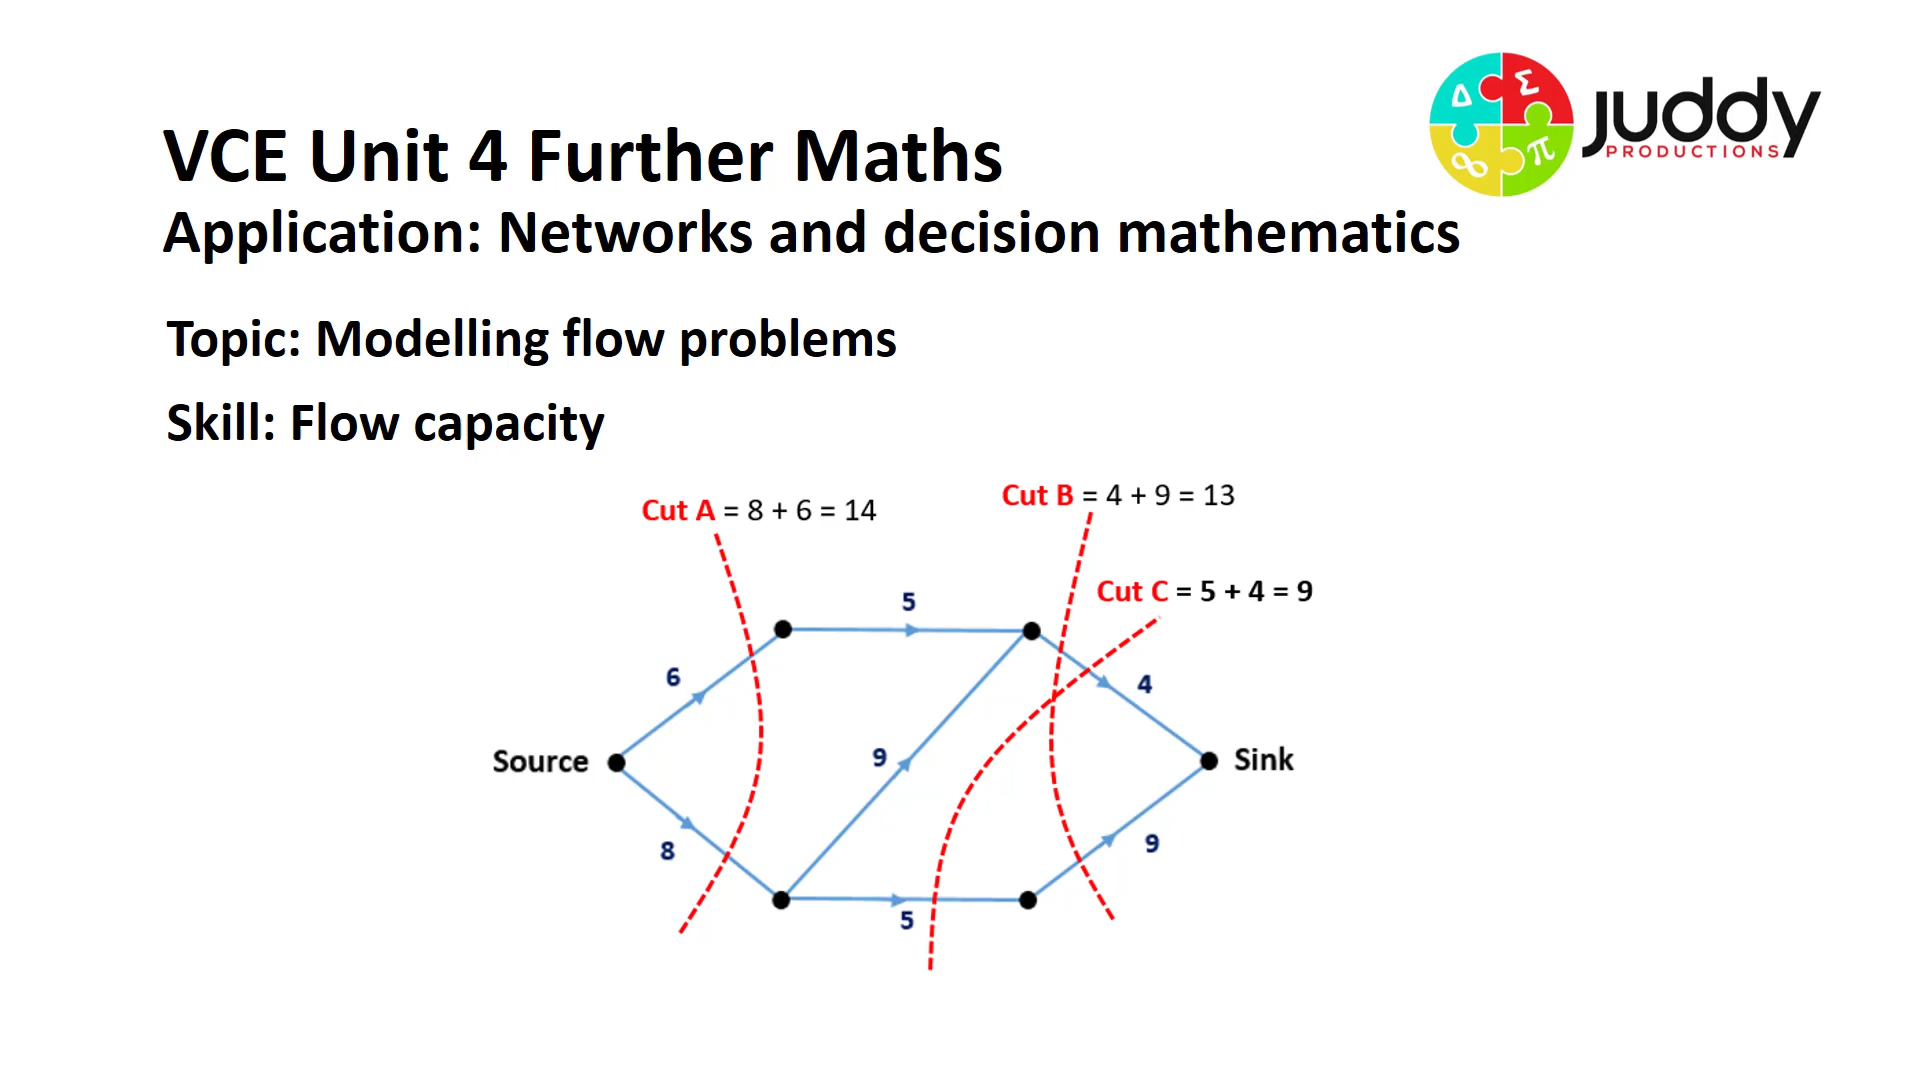 Δ Σ
∞ π
juddy
PRODUCTIONS
VCE Unit 4 Further Maths
Application: Networks and decision mathematics
Topic: Modelling flow problems
Skill: Flow capacity
Cut A = 8 + 6 = 14
Cut B = 4 + 9 = 13
Cut C = 5 + 4 = 9
5
6
4
Source
9
Sink
8
9
5